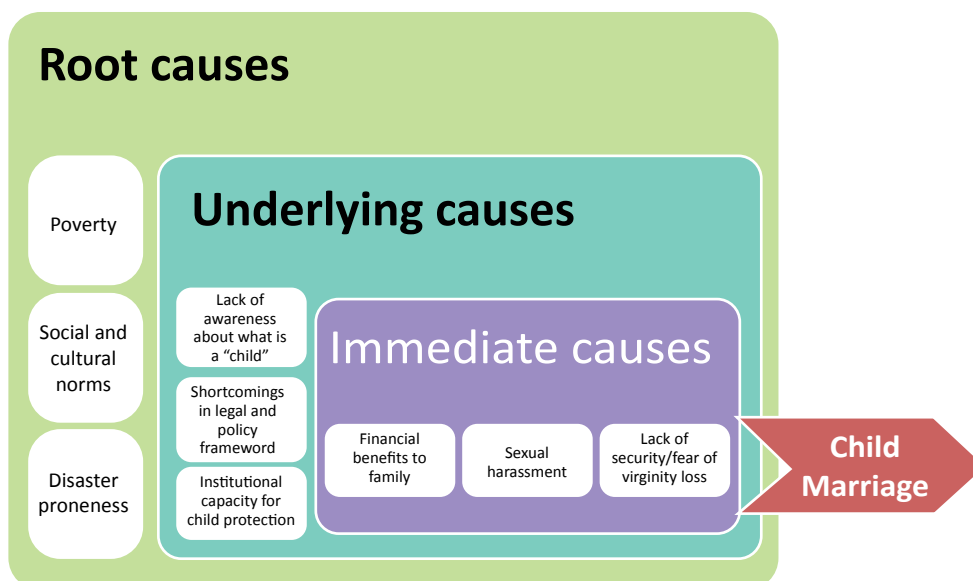 Root causes
Poverty
Social and
cultural
norms
Disaster
proneness
Underlying causes
Lack of
awareness
about what is
a “child”
Shortcomings
in legal and
policy
frameword
Institutional
capacity for
child protection
Immediate causes
Financial
benefits to
family
Sexual
harassment
Lack of
security/fear of
virginity loss
Child
Marriage